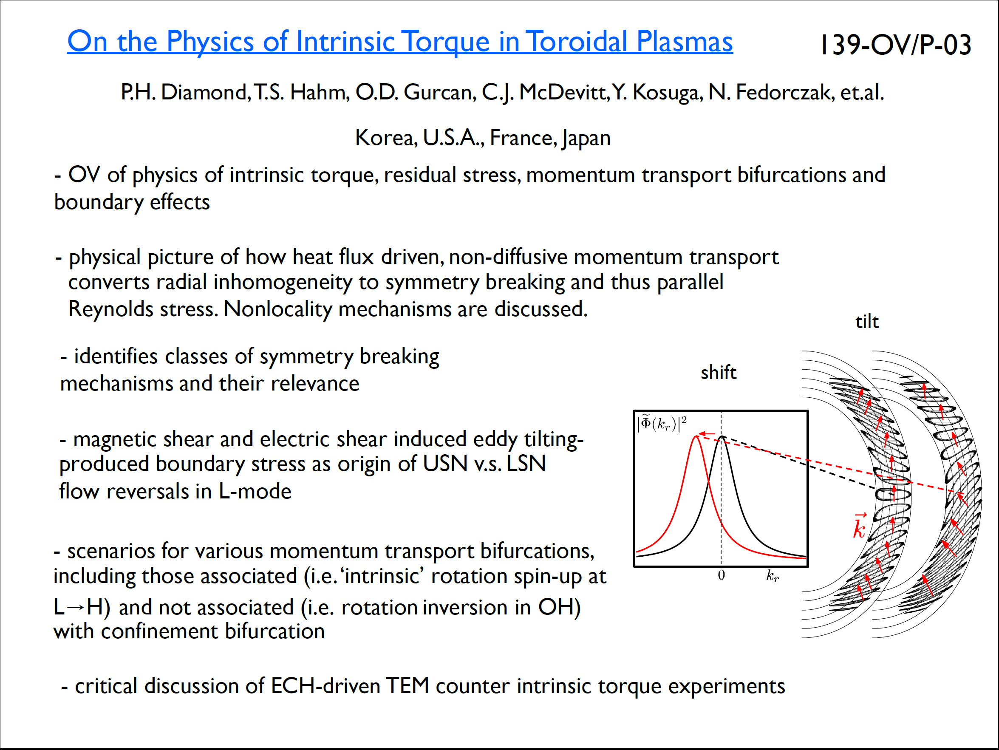 On the Physics of Intrinsic Torque in Toroidal Plasmas
139-OV/P-03
P.H. Diamond, T.S. Hahm, O.D. Gurcan, C.J. McDevitt, Y. Kosuga, N. Fedorczak, et.al.
Korea, U.S.A., France, Japan
- OV of physics of intrinsic torque, residual stress, momentum transport bifurcations and
boundary effects
- physical picture of how heat flux driven, non-diffusive momentum transport
converts radial inhomogeneity to symmetry breaking and thus parallel
Reynolds stress. Nonlocality mechanisms are discussed.
- identifies classes of symmetry breaking
mechanisms and their relevance
- magnetic shear and electric shear induced eddy tilting-
produced boundary stress as origin of USN v.s. LSN
flow reversals in L-mode
- scenarios for various momentum transport bifurcations,
including those associated (i.e. ‘intrinsic’ rotation spin-up at
L→H) and not associated (i.e. rotation inversion in OH)
with confinement bifurcation
- critical discussion of ECH-driven TEM counter intrinsic torque experiments
tilt
shift
|Φ̃(k_r)|²
k⃗
0 k_r